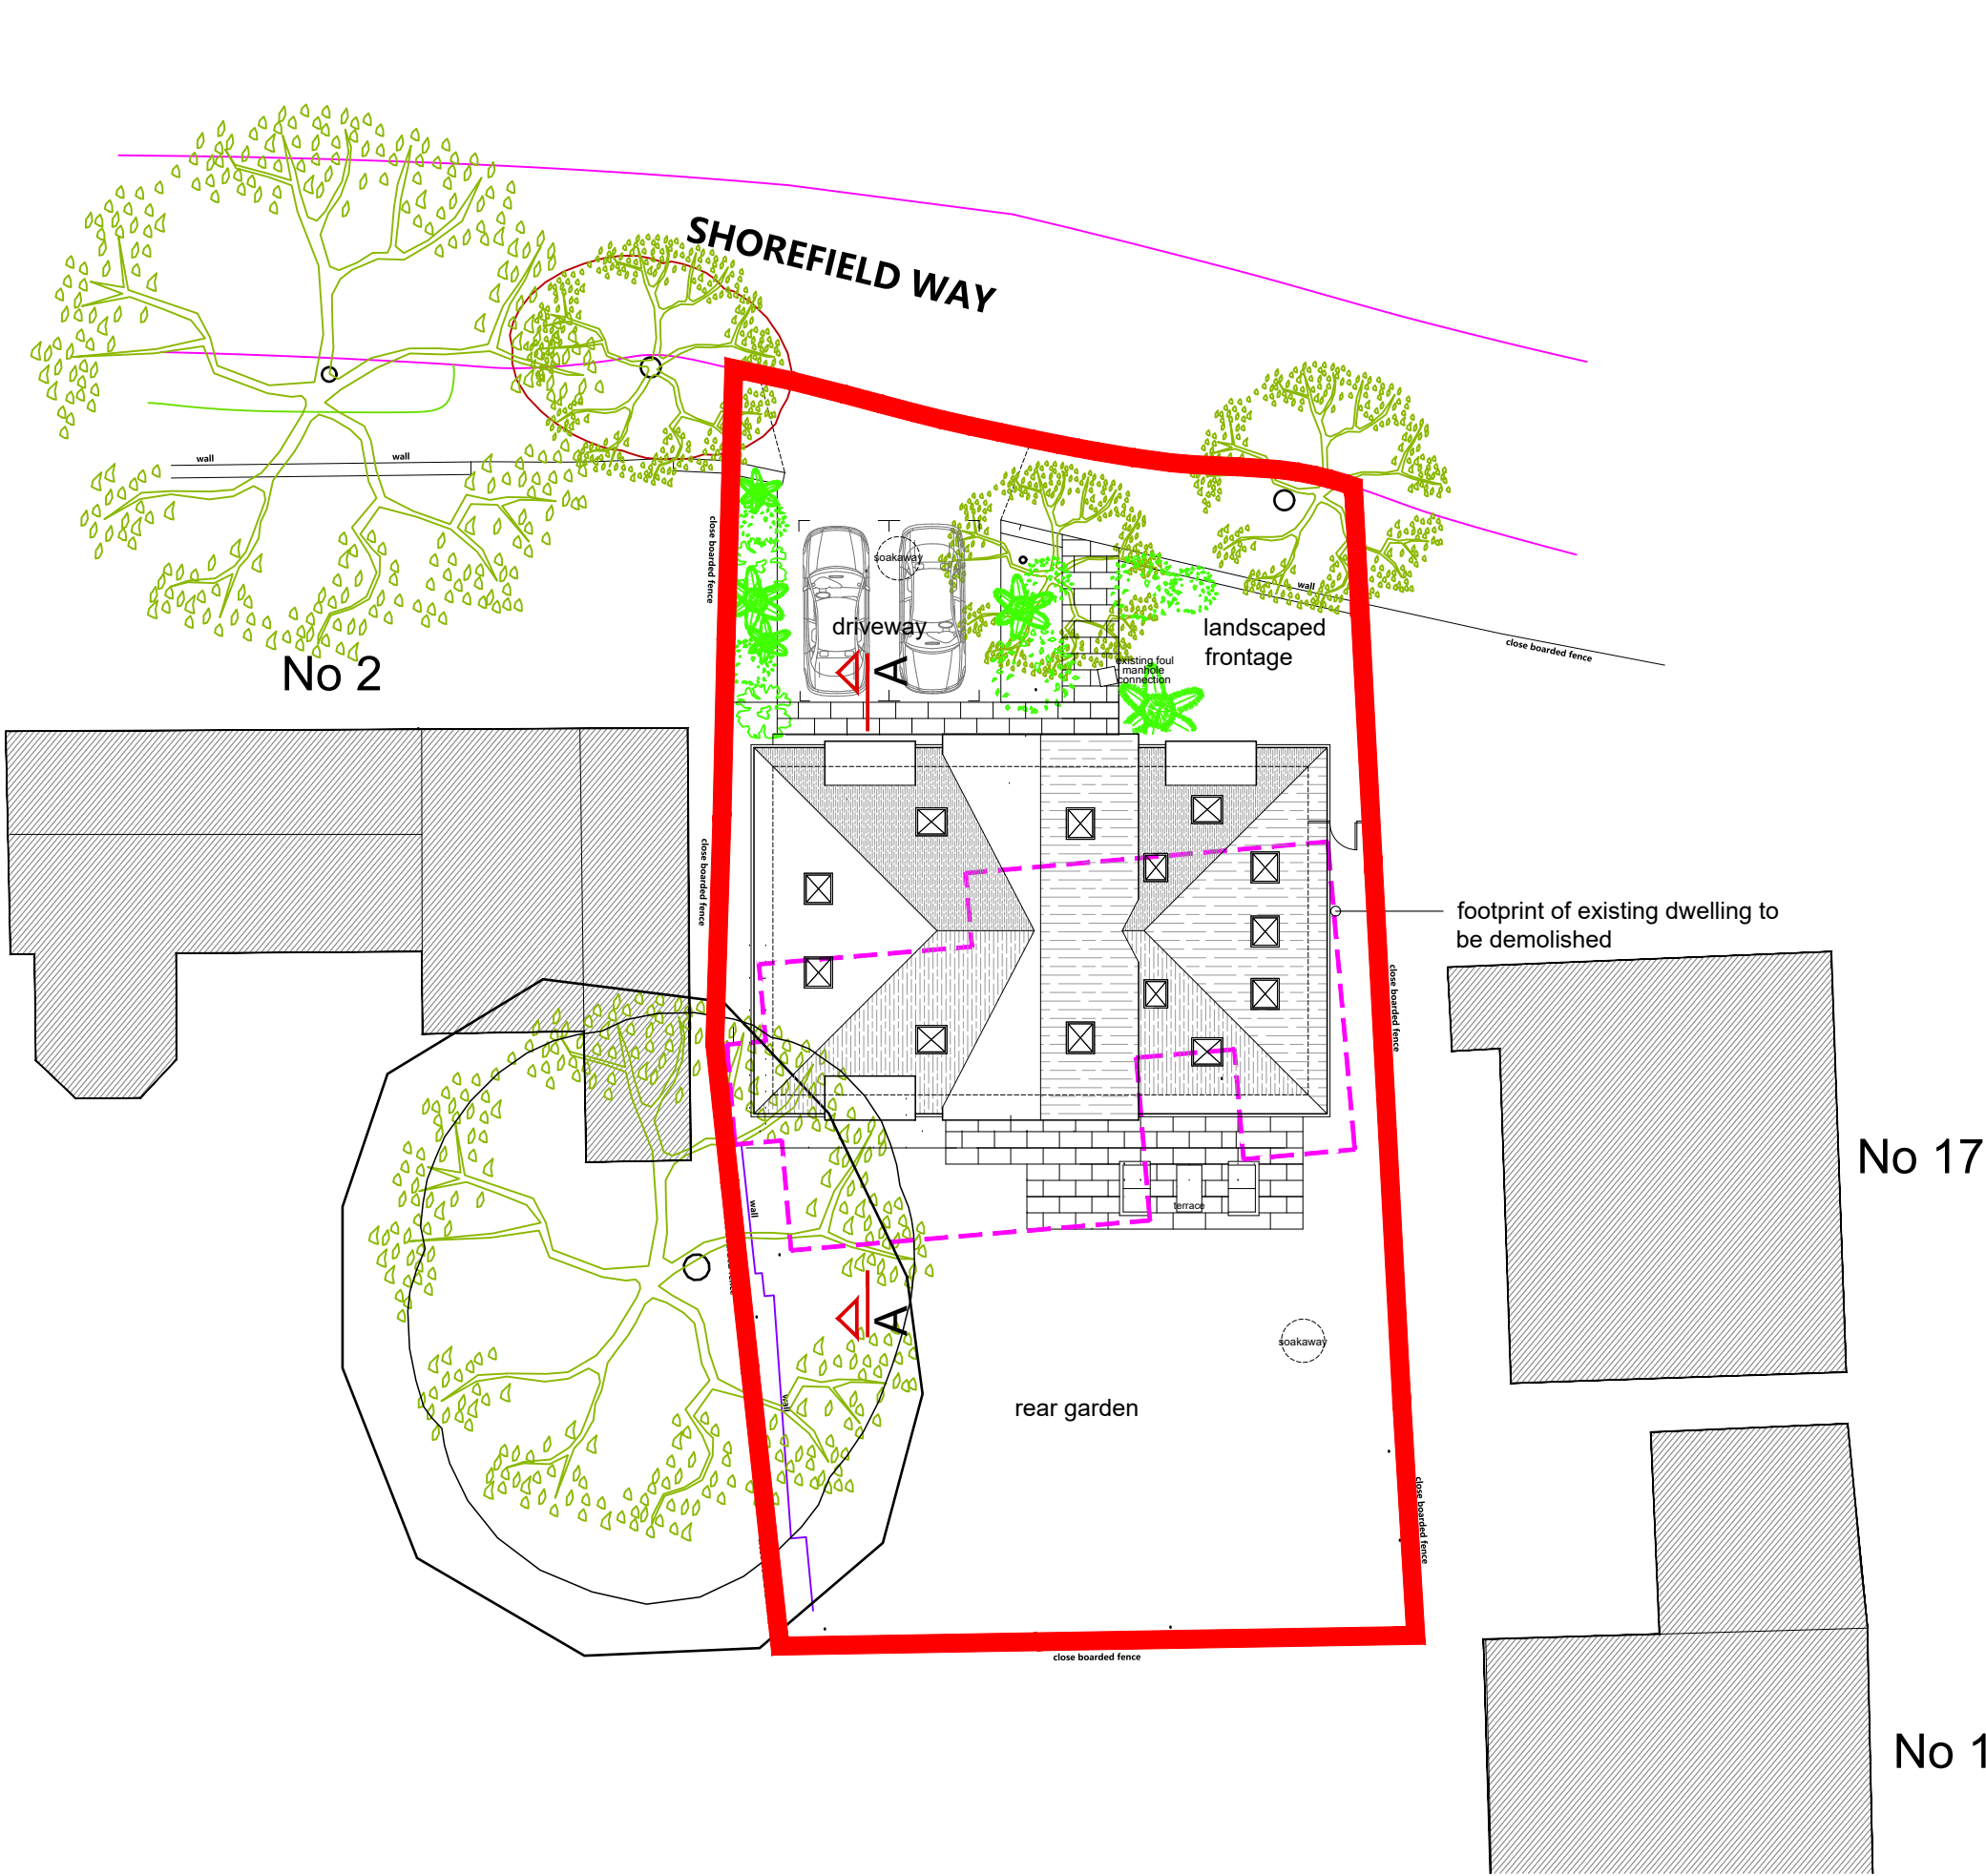 SHOREFIELD WAY
wall
wall
close boarded fence
soakaway
driveway
A
wall
landscaped
frontage
close boarded fence
existing foul
manhole
connection
No 2
close boarded fence
footprint of existing dwelling to
be demolished
close boarded fence
No 17
wall
terrace
fence
A
soakaway
wall
rear garden
close boarded fence
close boarded fence
No 1